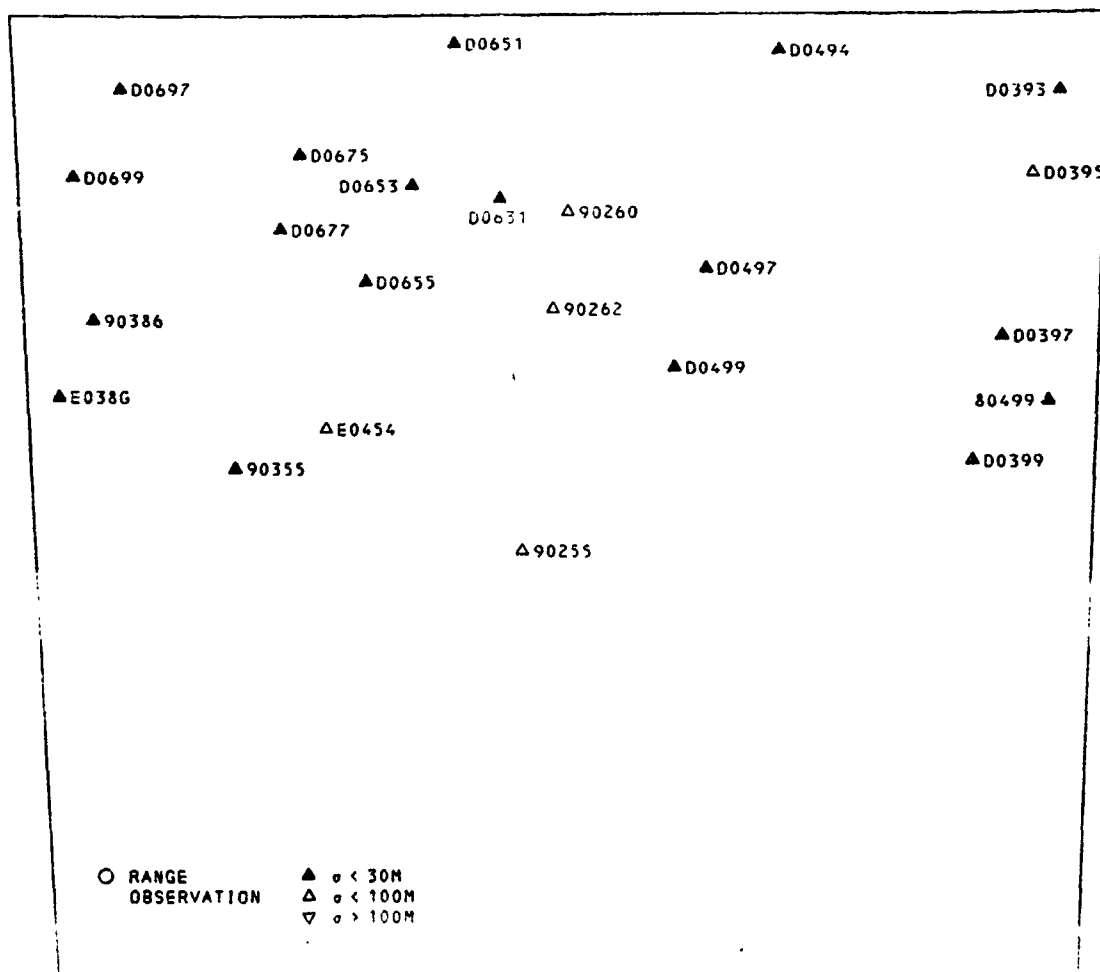 D0651
D0494
D0697
D0393
D0675
D0699
D0653
D0395
D0631
90260
D0677
D0497
D0655
90262
90386
D0397
D0499
E038G
80499
E0454
D0399
90355
90255
RANGE
OBSERVATION
σ < 30M
σ < 100M
σ > 100M